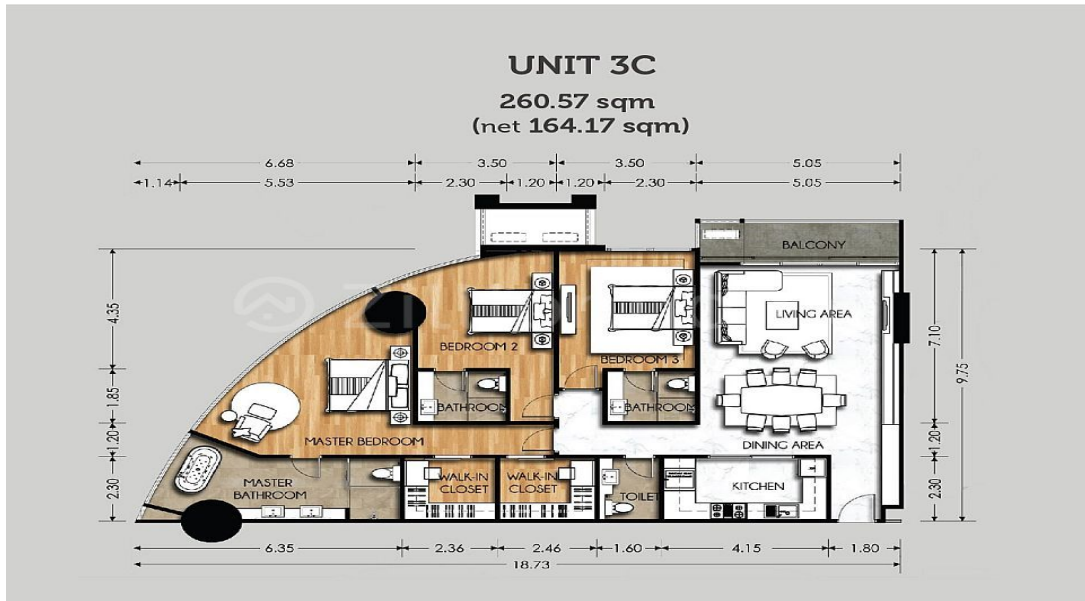 UNIT 3C
260.57 sqm
(net 164.17 sqm)
6.68 3.50 3.50 5.05
1.14 5.53 2.30 1.20 1.20 2.30 5.05
BALCONY
LIVING AREA
BEDROOM 2
BEDROOM 3
BATHROOM
BATHROOM
MASTER BEDROOM
DINING AREA
MASTER
BATHROOM
WALK-IN
CLOSET
WALK-IN
CLOSET
TOILET
KITCHEN
4.35
1.85
1.20
2.30
7.10
1.20
2.30
9.75
6.35 2.36 2.46 1.60 4.15 1.80
18.73